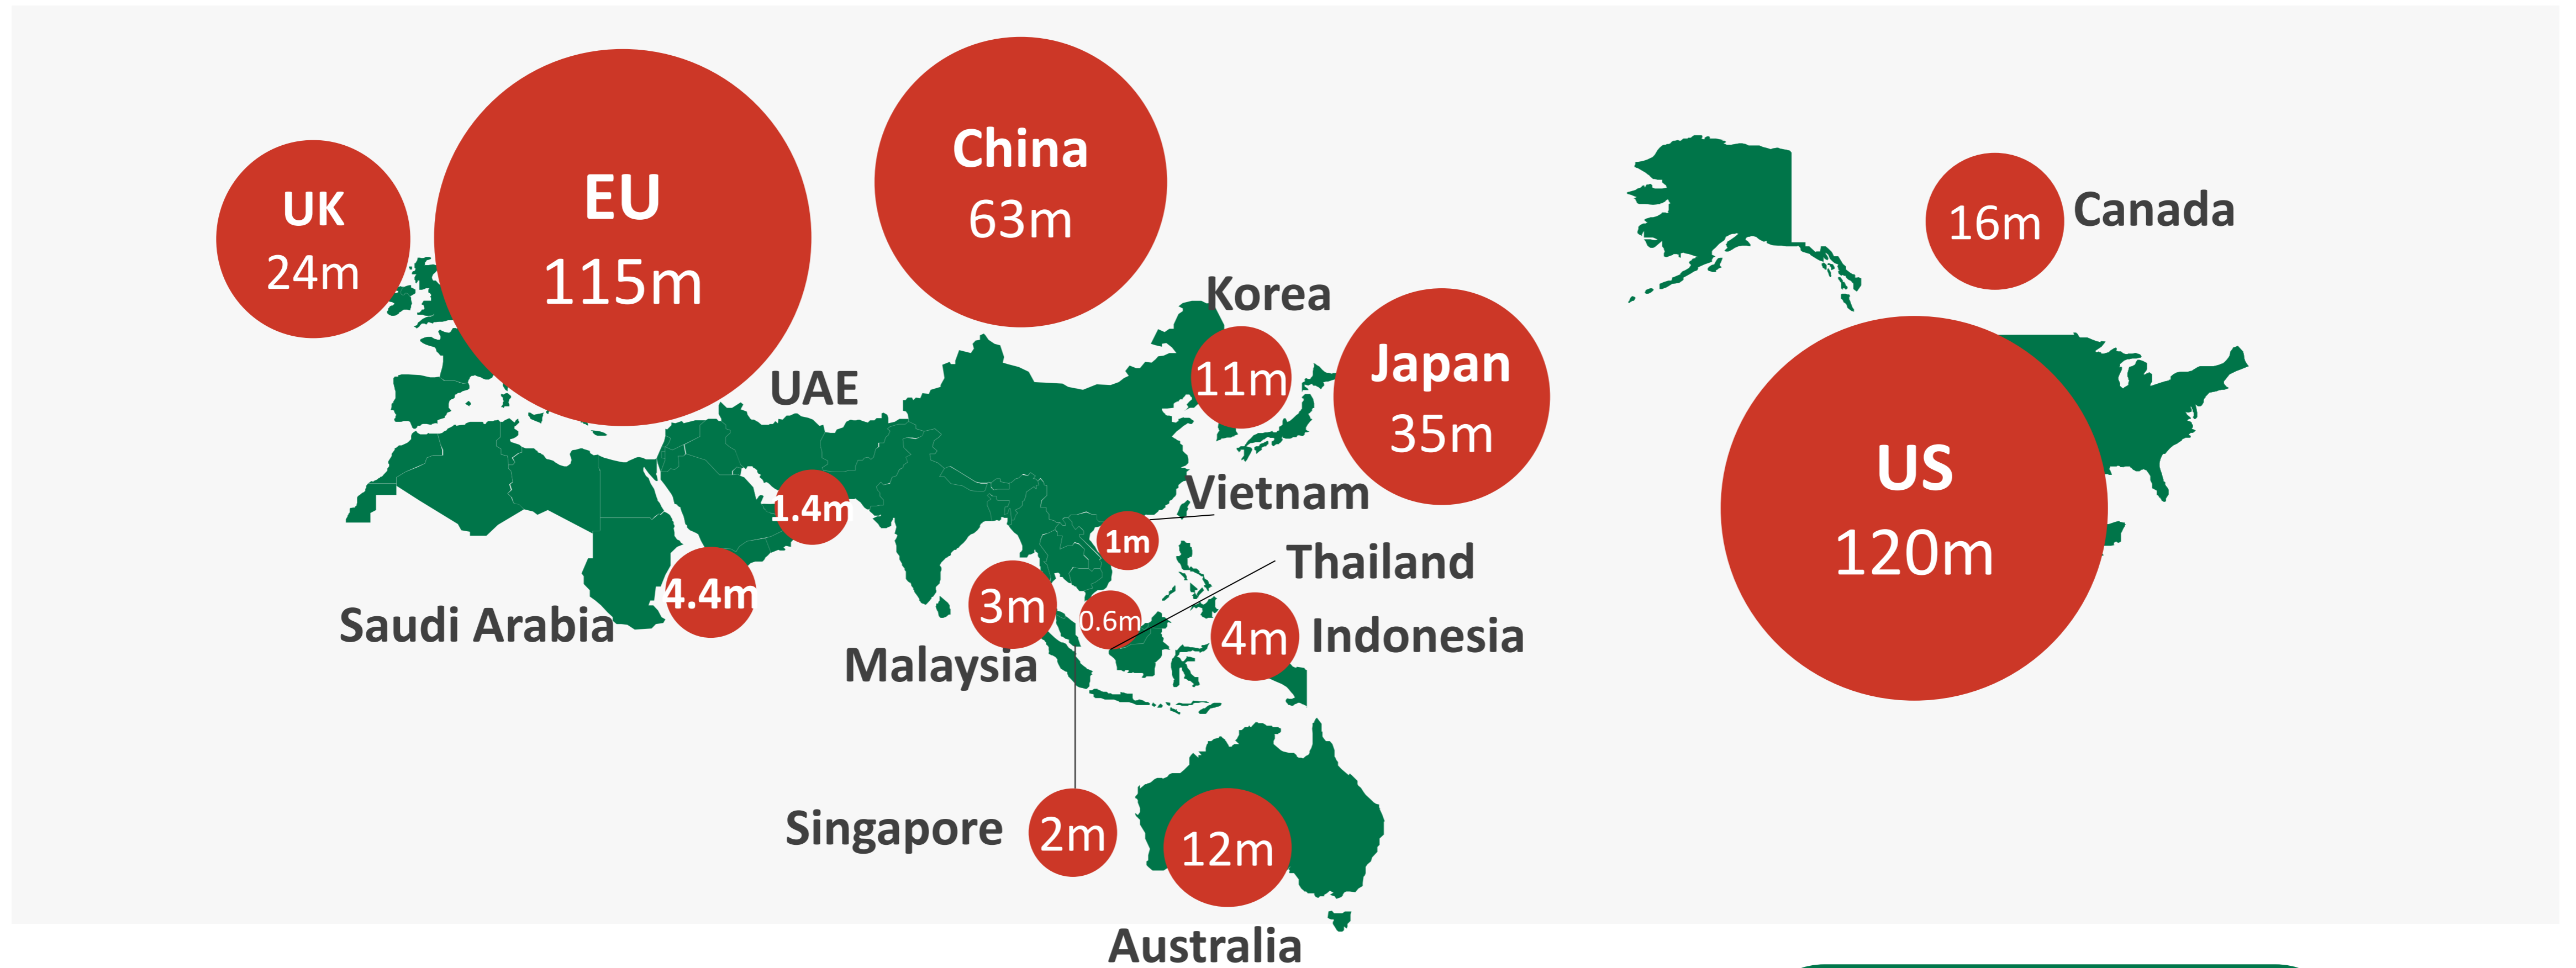 UK
24m
EU
115m
China
63m
Korea
11m
Japan
35m
Canada
16m
US
120m
UAE
1.4m
Saudi Arabia
4.4m
Vietnam
1m
Thailand
0.6m
3m
Malaysia
4m
Indonesia
Singapore
2m
12m
Australia